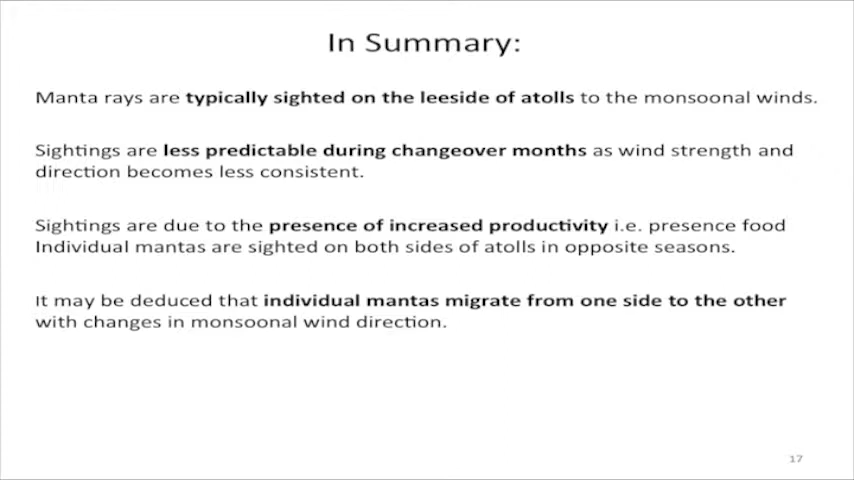 In Summary:
Manta rays are typically sighted on the leeside of atolls to the monsoonal winds.
Sightings are less predictable during changeover months as wind strength and
direction becomes less consistent.
Sightings are due to the presence of increased productivity i.e. presence food
Individual mantas are sighted on both sides of atolls in opposite seasons.
It may be deduced that individual mantas migrate from one side to the other
with changes in monsoonal wind direction.
17